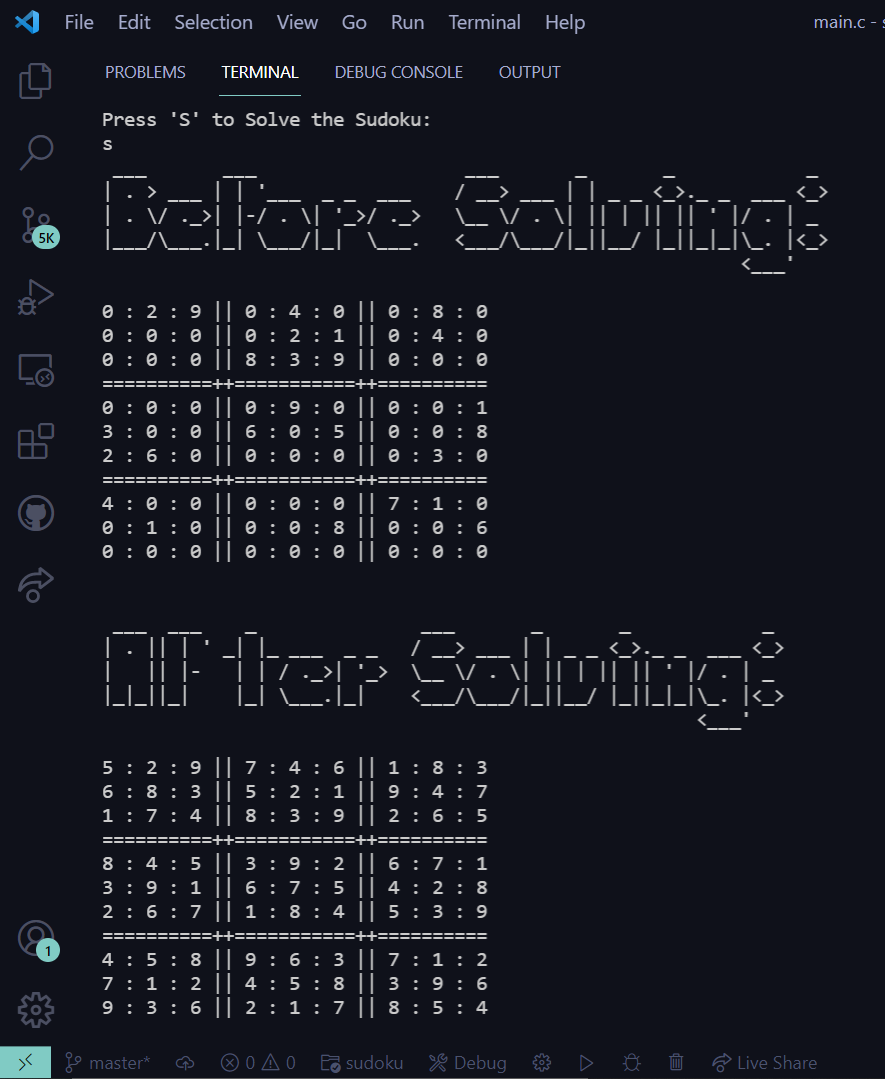 File Edit Selection View Go Run Terminal Help main.c -
PROBLEMS TERMINAL DEBUG CONSOLE OUTPUT
Press 'S' to Solve the Sudoku:
s
Before Solving:
5K
0 : 2 : 9 || 0 : 4 : 0 || 0 : 8 : 0
0 : 0 : 0 || 0 : 2 : 1 || 0 : 4 : 0
0 : 0 : 0 || 8 : 3 : 9 || 0 : 0 : 0
==========++===========++==========
0 : 0 : 0 || 0 : 9 : 0 || 0 : 0 : 1
3 : 0 : 0 || 6 : 0 : 5 || 0 : 0 : 8
2 : 6 : 0 || 0 : 0 : 0 || 0 : 3 : 0
==========++===========++==========
4 : 0 : 0 || 0 : 0 : 0 || 7 : 1 : 0
0 : 1 : 0 || 0 : 0 : 8 || 0 : 0 : 6
0 : 0 : 0 || 0 : 0 : 0 || 0 : 0 : 0
After Solving:
5 : 2 : 9 || 7 : 4 : 6 || 1 : 8 : 3
6 : 8 : 3 || 5 : 2 : 1 || 9 : 4 : 7
1 : 7 : 4 || 8 : 3 : 9 || 2 : 6 : 5
==========++===========++==========
8 : 4 : 5 || 3 : 9 : 2 || 6 : 7 : 1
3 : 9 : 1 || 6 : 7 : 5 || 4 : 2 : 8
2 : 6 : 7 || 1 : 8 : 4 || 5 : 3 : 9
==========++===========++==========
4 : 5 : 8 || 9 : 6 : 3 || 7 : 1 : 2
7 : 1 : 2 || 4 : 5 : 8 || 3 : 9 : 6
9 : 3 : 6 || 2 : 1 : 7 || 8 : 5 : 4
1
master* 0 0 sudoku Debug Live Share